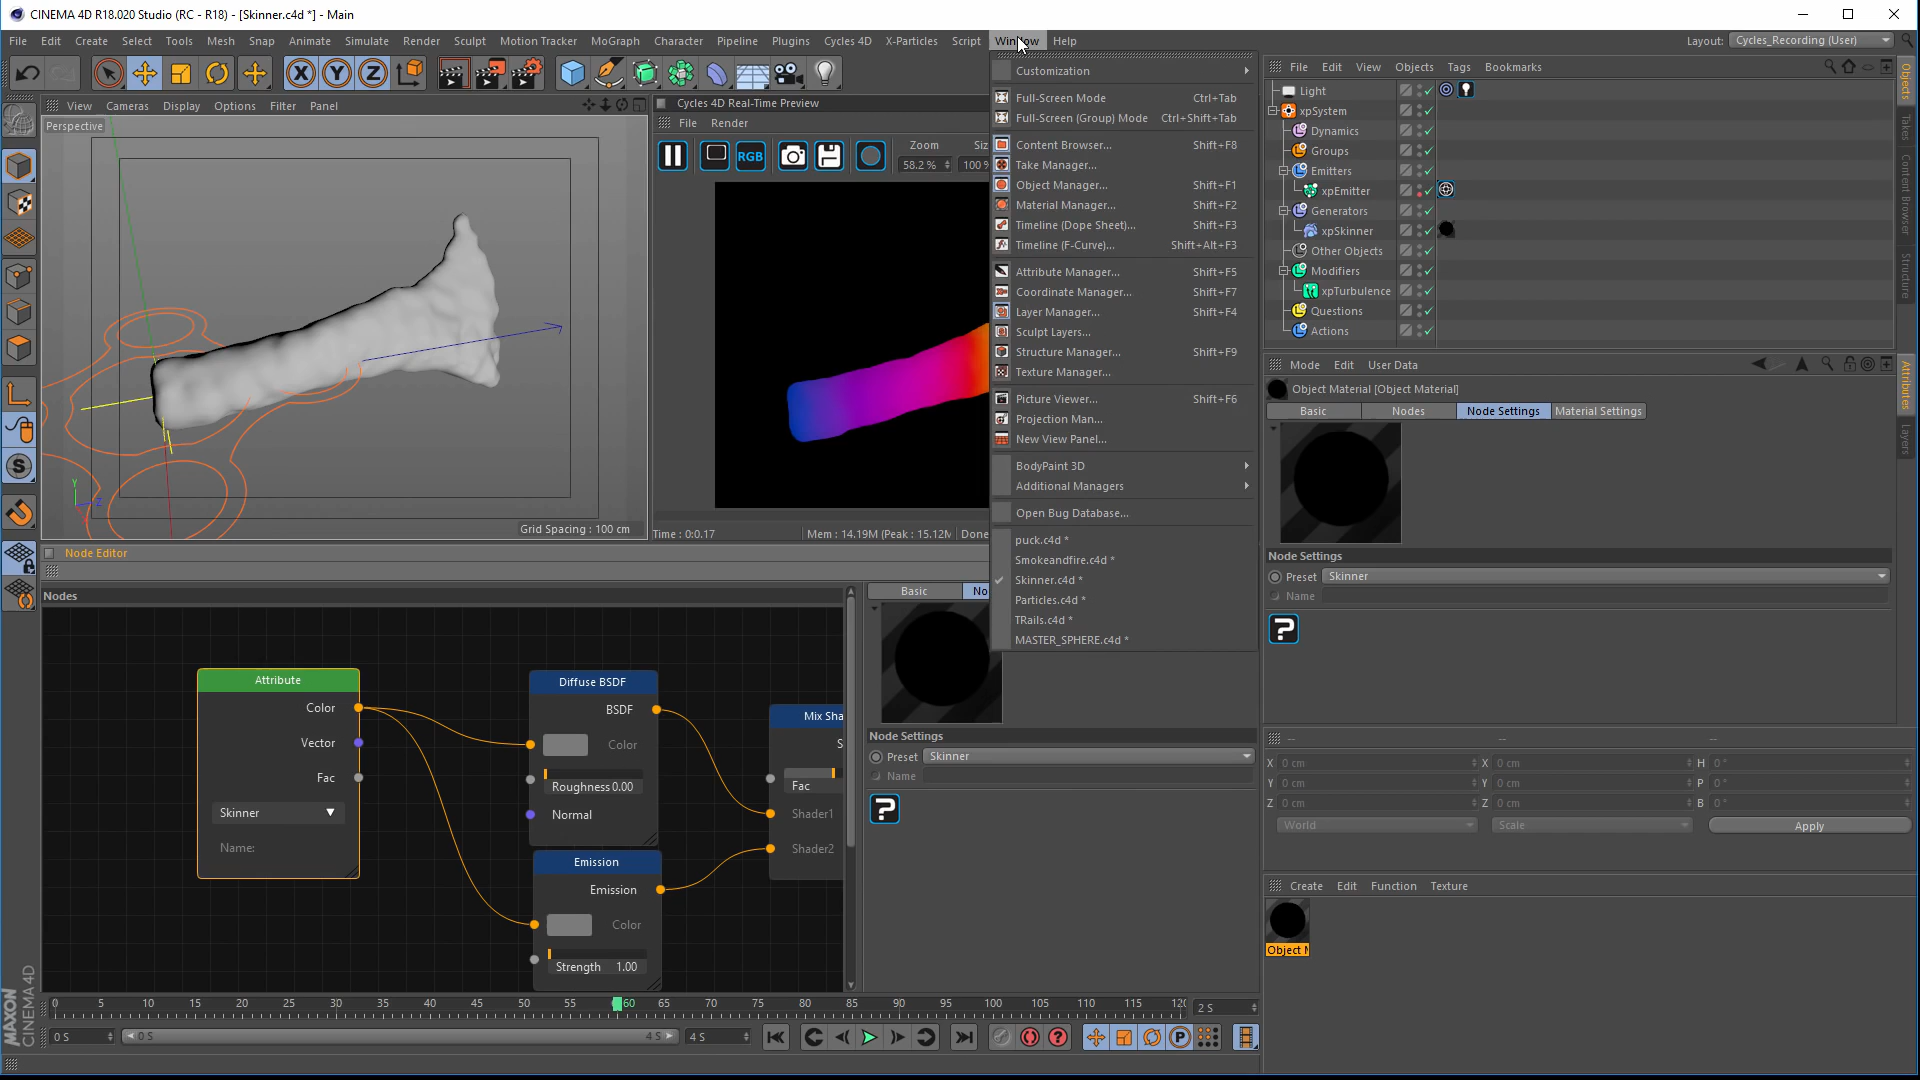 CINEMA 4D R18.020 Studio (RC - R18) - [Skinner.c4d *] - Main
File Edit Create Select Tools Mesh Snap Animate Simulate Render Sculpt Motion Tracker MoGraph Character Pipeline Plugins Cycles 4D X-Particles Script Window Help
Layout: Cycles_Recording (User)
X Y Z
View Cameras Display Options Filter Panel
Perspective
Grid Spacing : 100 cm
Cycles 4D Real-Time Preview
File Render
RGB
Zoom
58.2 %
100 %
Time : 0:0.17
Mem : 14.19M (Peak : 15.12M
Done
Customization
Full-Screen Mode Ctrl+Tab
Full-Screen (Group) Mode Ctrl+Shift+Tab
Content Browser... Shift+F8
Take Manager...
Object Manager... Shift+F1
Material Manager... Shift+F2
Timeline (Dope Sheet)... Shift+F3
Timeline (F-Curve)... Shift+Alt+F3
Attribute Manager... Shift+F5
Coordinate Manager... Shift+F7
Layer Manager... Shift+F4
Sculpt Layers...
Structure Manager... Shift+F9
Texture Manager...
Picture Viewer... Shift+F6
Projection Man...
New View Panel...
BodyPaint 3D
Additional Managers
Open Bug Database...
puck.c4d *
Smokeandfire.c4d *
Skinner.c4d *
Particles.c4d *
TRails.c4d *
MASTER_SPHERE.c4d *
File Edit View Objects Tags Bookmarks
Light
xpSystem
Dynamics
Groups
Emitters
xpEmitter
Generators
xpSkinner
Other Objects
Modifiers
xpTurbulence
Questions
Actions
Objects
Takes
Content Browser
Structure
Attributes
Layers
Mode Edit User Data
Object Material [Object Material]
Basic Nodes Node Settings Material Settings
Node Settings
Preset Skinner
Name
?
Node Editor
Nodes
Attribute
Color
Vector
Fac
Skinner
Name:
Diffuse BSDF
BSDF
Color
Roughness 0.00
Normal
Emission
Emission
Color
Strength 1.00
Mix Sha
S
Fac
Shader1
Shader2
Basic No
Node Settings
Preset Skinner
Name
?
X 0 cm X 0 cm H 0 °
Y 0 cm Y 0 cm P 0 °
Z 0 cm Z 0 cm B 0 °
World Scale Apply
Create Edit Function Texture
Object M
0 5 10 15 20 25 30 35 40 45 50 55 60 65 70 75 80 85 90 95 100 105 110 115 120
2 S
0 S 0 S 4 S 4 S
MAXON
CINEMA 4D